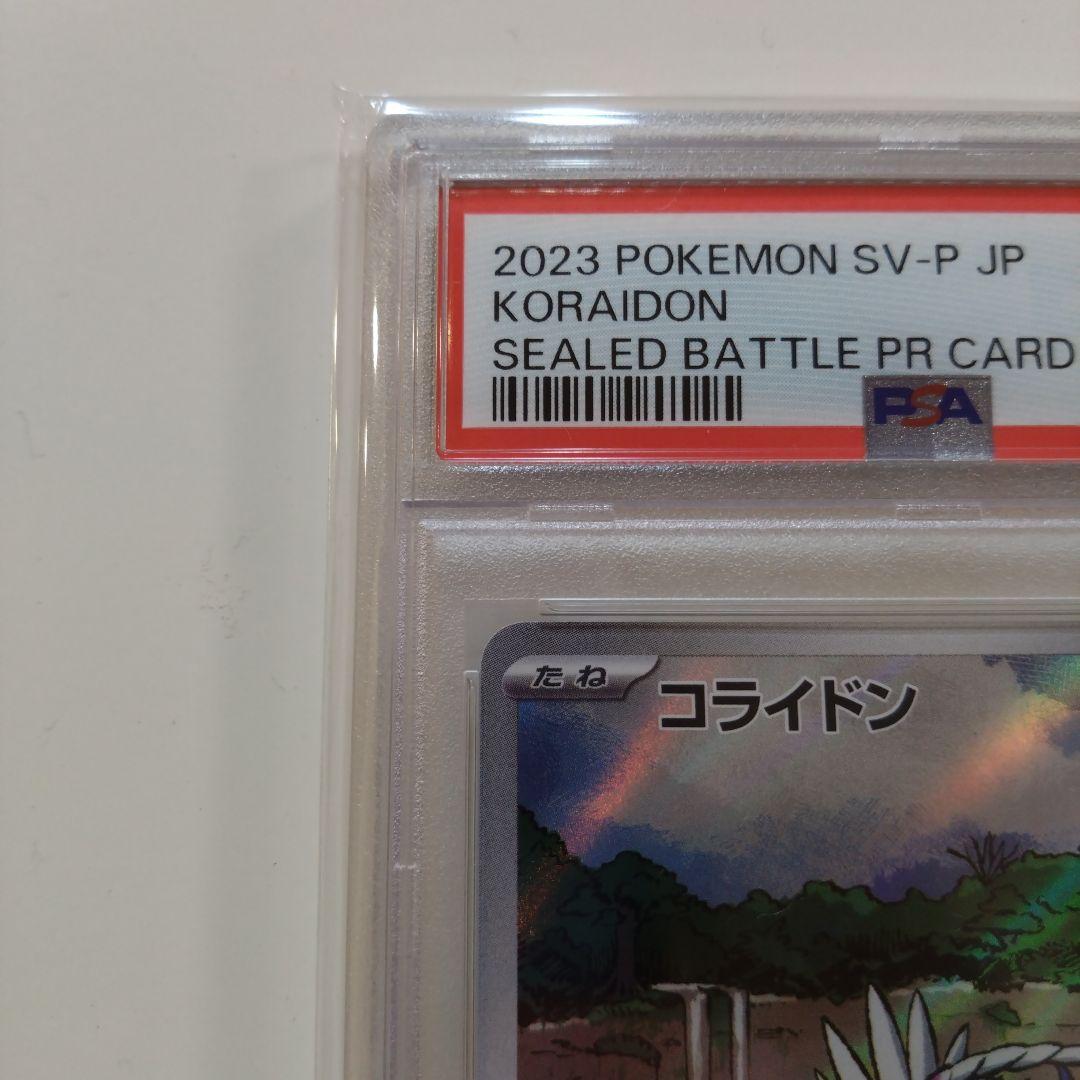 2023 POKEMON SV-P JP
KORAIDON
SEALED BATTLE PR CARD
PSA
たね
コライドン